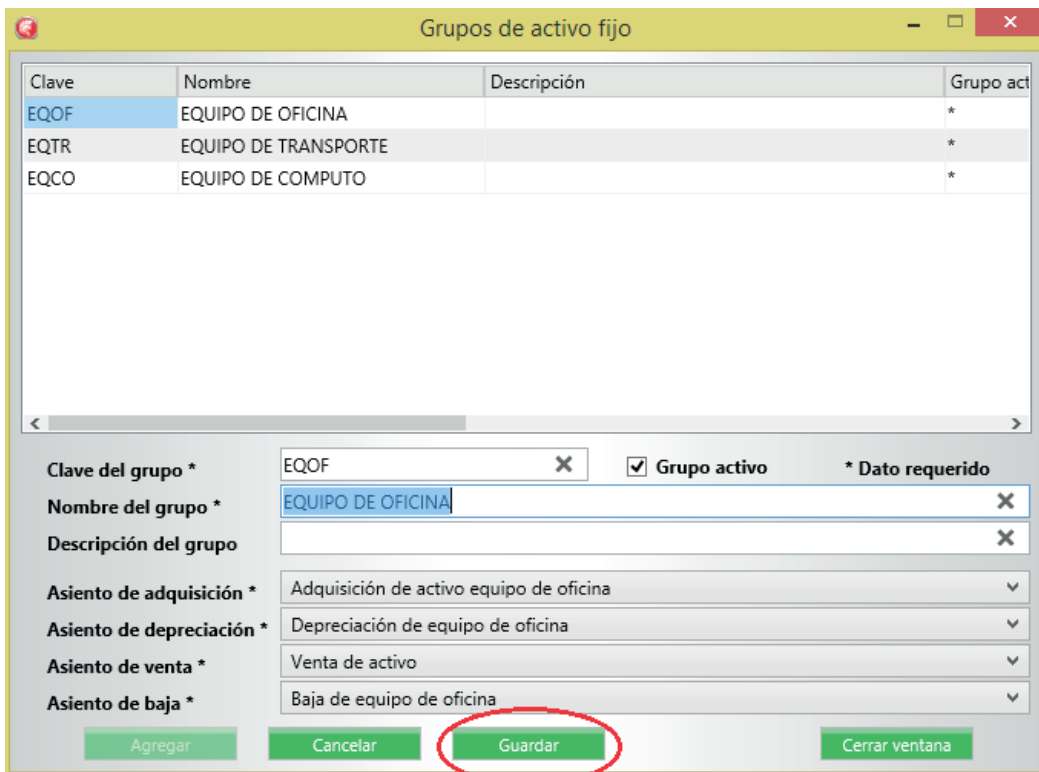 Grupos de activo fijo
Clave Nombre Descripción Grupo act
EQOF EQUIPO DE OFICINA *
EQTR EQUIPO DE TRANSPORTE *
EQCO EQUIPO DE COMPUTO *
Clave del grupo * EQOF Grupo activo * Dato requerido
Nombre del grupo * EQUIPO DE OFICINA
Descripción del grupo
Asiento de adquisición * Adquisición de activo equipo de oficina
Asiento de depreciación * Depreciación de equipo de oficina
Asiento de venta * Venta de activo
Asiento de baja * Baja de equipo de oficina
Agregar Cancelar Guardar Cerrar ventana